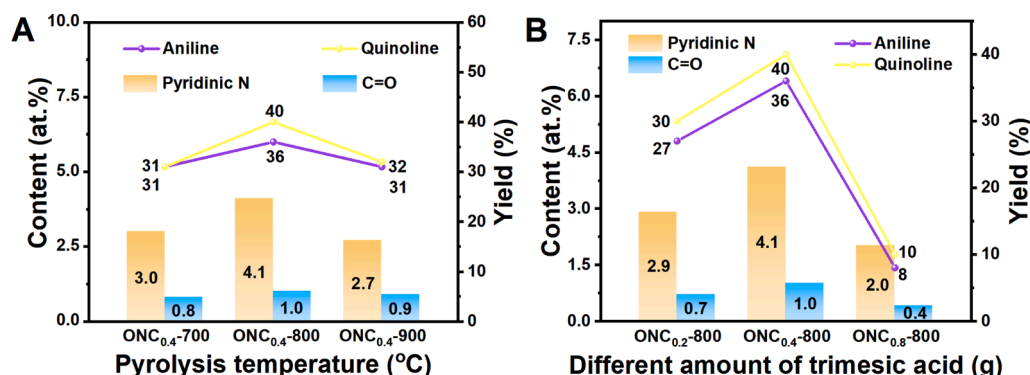 A
10.0
7.5
5.0
2.5
0.0
Content (at.%)
Aniline
Quinoline
Pyridinic N
C=O
31
31
40
36
32
31
3.0
0.8
4.1
1.0
2.7
0.9
60
50
40
30
20
10
0
Yield (%)
ONC0.4-700
ONC0.4-800
ONC0.4-900
Pyrolysis temperature (°C)
B
7.5
6.0
4.5
3.0
1.5
0.0
Content (at.%)
Pyridinic N
C=O
Aniline
Quinoline
30
27
40
36
10
8
2.9
0.7
4.1
1.0
2.0
0.4
40
30
20
10
0
Yield (%)
ONC0.2-800
ONC0.4-800
ONC0.8-800
Different amount of trimesic acid (g)